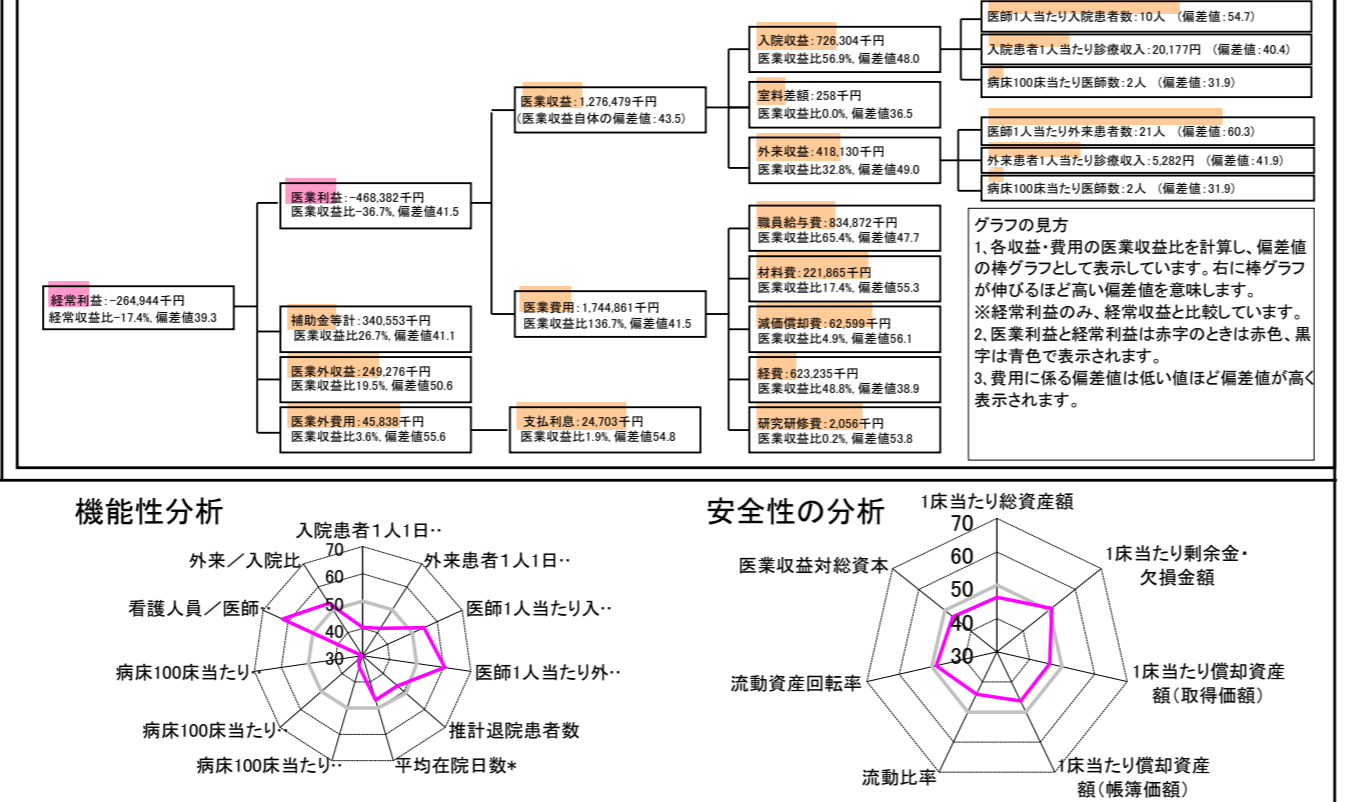 経常利益:-264,944千円
経常収益比-17.4%, 偏差値39.3
医業利益:-468,382千円
医業収益比-36.7%, 偏差値41.5
補助金等計:340,553千円
医業収益比26.7%, 偏差値41.1
医業外収益:249,276千円
医業収益比19.5%, 偏差値50.6
医業外費用:45,838千円
医業収益比3.6%, 偏差値55.6
医業収益:1,276,479千円
(医業収益自体の偏差値:43.5)
医業費用:1,744,861千円
医業収益比136.7%, 偏差値41.5
支払利息:24,703千円
医業収益比1.9%, 偏差値54.8
入院収益:726,304千円
医業収益比56.9%, 偏差値48.0
室料差額:258千円
医業収益比0.0%, 偏差値36.5
外来収益:418,130千円
医業収益比32.8%, 偏差値49.0
職員給与費:834,872千円
医業収益比65.4%, 偏差値47.7
材料費:221,865千円
医業収益比17.4%, 偏差値55.3
減価償却費:62,599千円
医業収益比4.9%, 偏差値56.1
経費:623,235千円
医業収益比48.8%, 偏差値38.9
研究研修費:2,056千円
医業収益比0.2%, 偏差値53.8
医師1人当たり入院患者数:10人 (偏差値:54.7)
入院患者1人当たり診療収入:20,177円 (偏差値:40.4)
病床100床当たり医師数:2人 (偏差値:31.9)
医師1人当たり外来患者数:21人 (偏差値:60.3)
外来患者1人当たり診療収入:5,282円 (偏差値:41.9)
病床100床当たり医師数:2人 (偏差値:31.9)
グラフの見方
1、各収益・費用の医業収益比を計算し、偏差値
の棒グラフとして表示しています。右に棒グラフ
が伸びるほど高い偏差値を意味します。
※経常利益のみ、経常収益と比較しています。
2、医業利益と経常利益は赤字のときは赤色、黒
字は青色で表示されます。
3、費用に係る偏差値は低い値ほど偏差値が高く
表示されます。
機能性分析
入院患者1人1日‥
外来患者1人1日‥
医師1人当たり入‥
医師1人当たり外‥
推計退院患者数
平均在院日数*
病床100床当たり‥
病床100床当たり‥
病床100床当たり‥
看護人員/医師‥
外来/入院比
70
60
50
40
30
安全性の分析
1床当たり総資産額
1床当たり剰余金・
欠損金額
1床当たり償却資産
額(取得価額)
1床当たり償却資産
額(帳簿価額)
流動比率
流動資産回転率
医業収益対総資本
70
60
50
40
30